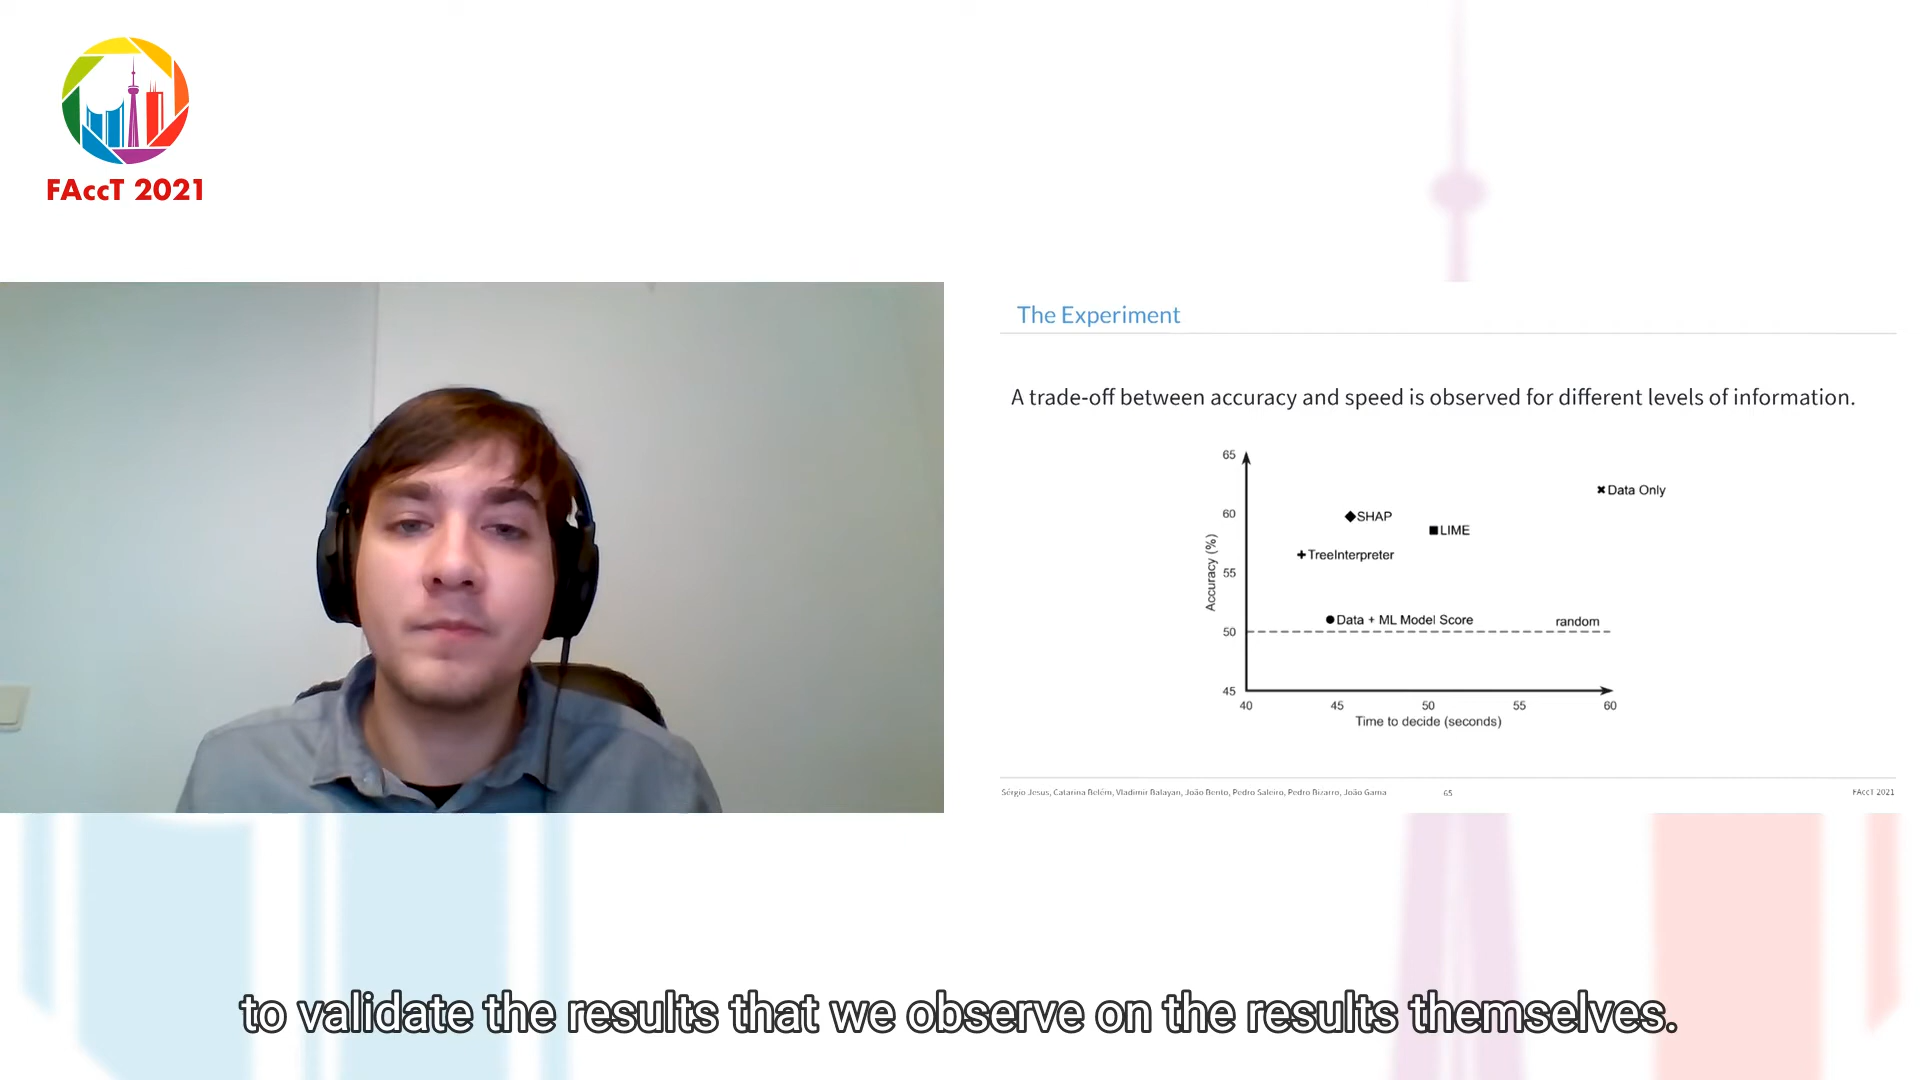 FAccT 2021
The Experiment
A trade-off between accuracy and speed is observed for different levels of information.
65
Data Only
60
SHAP
LIME
TreeInterpreter
55
Accuracy (%)
Data + ML Model Score
random
50
45
40 45 50 55 60
Time to decide (seconds)
Sérgio Jesus, Catarina Belém, Vladimir Balayan, João Bento, Pedro Saleiro, Pedro Bizarro, João Gama
65
FAccT 2021
to validate the results that we observe on the results themselves.